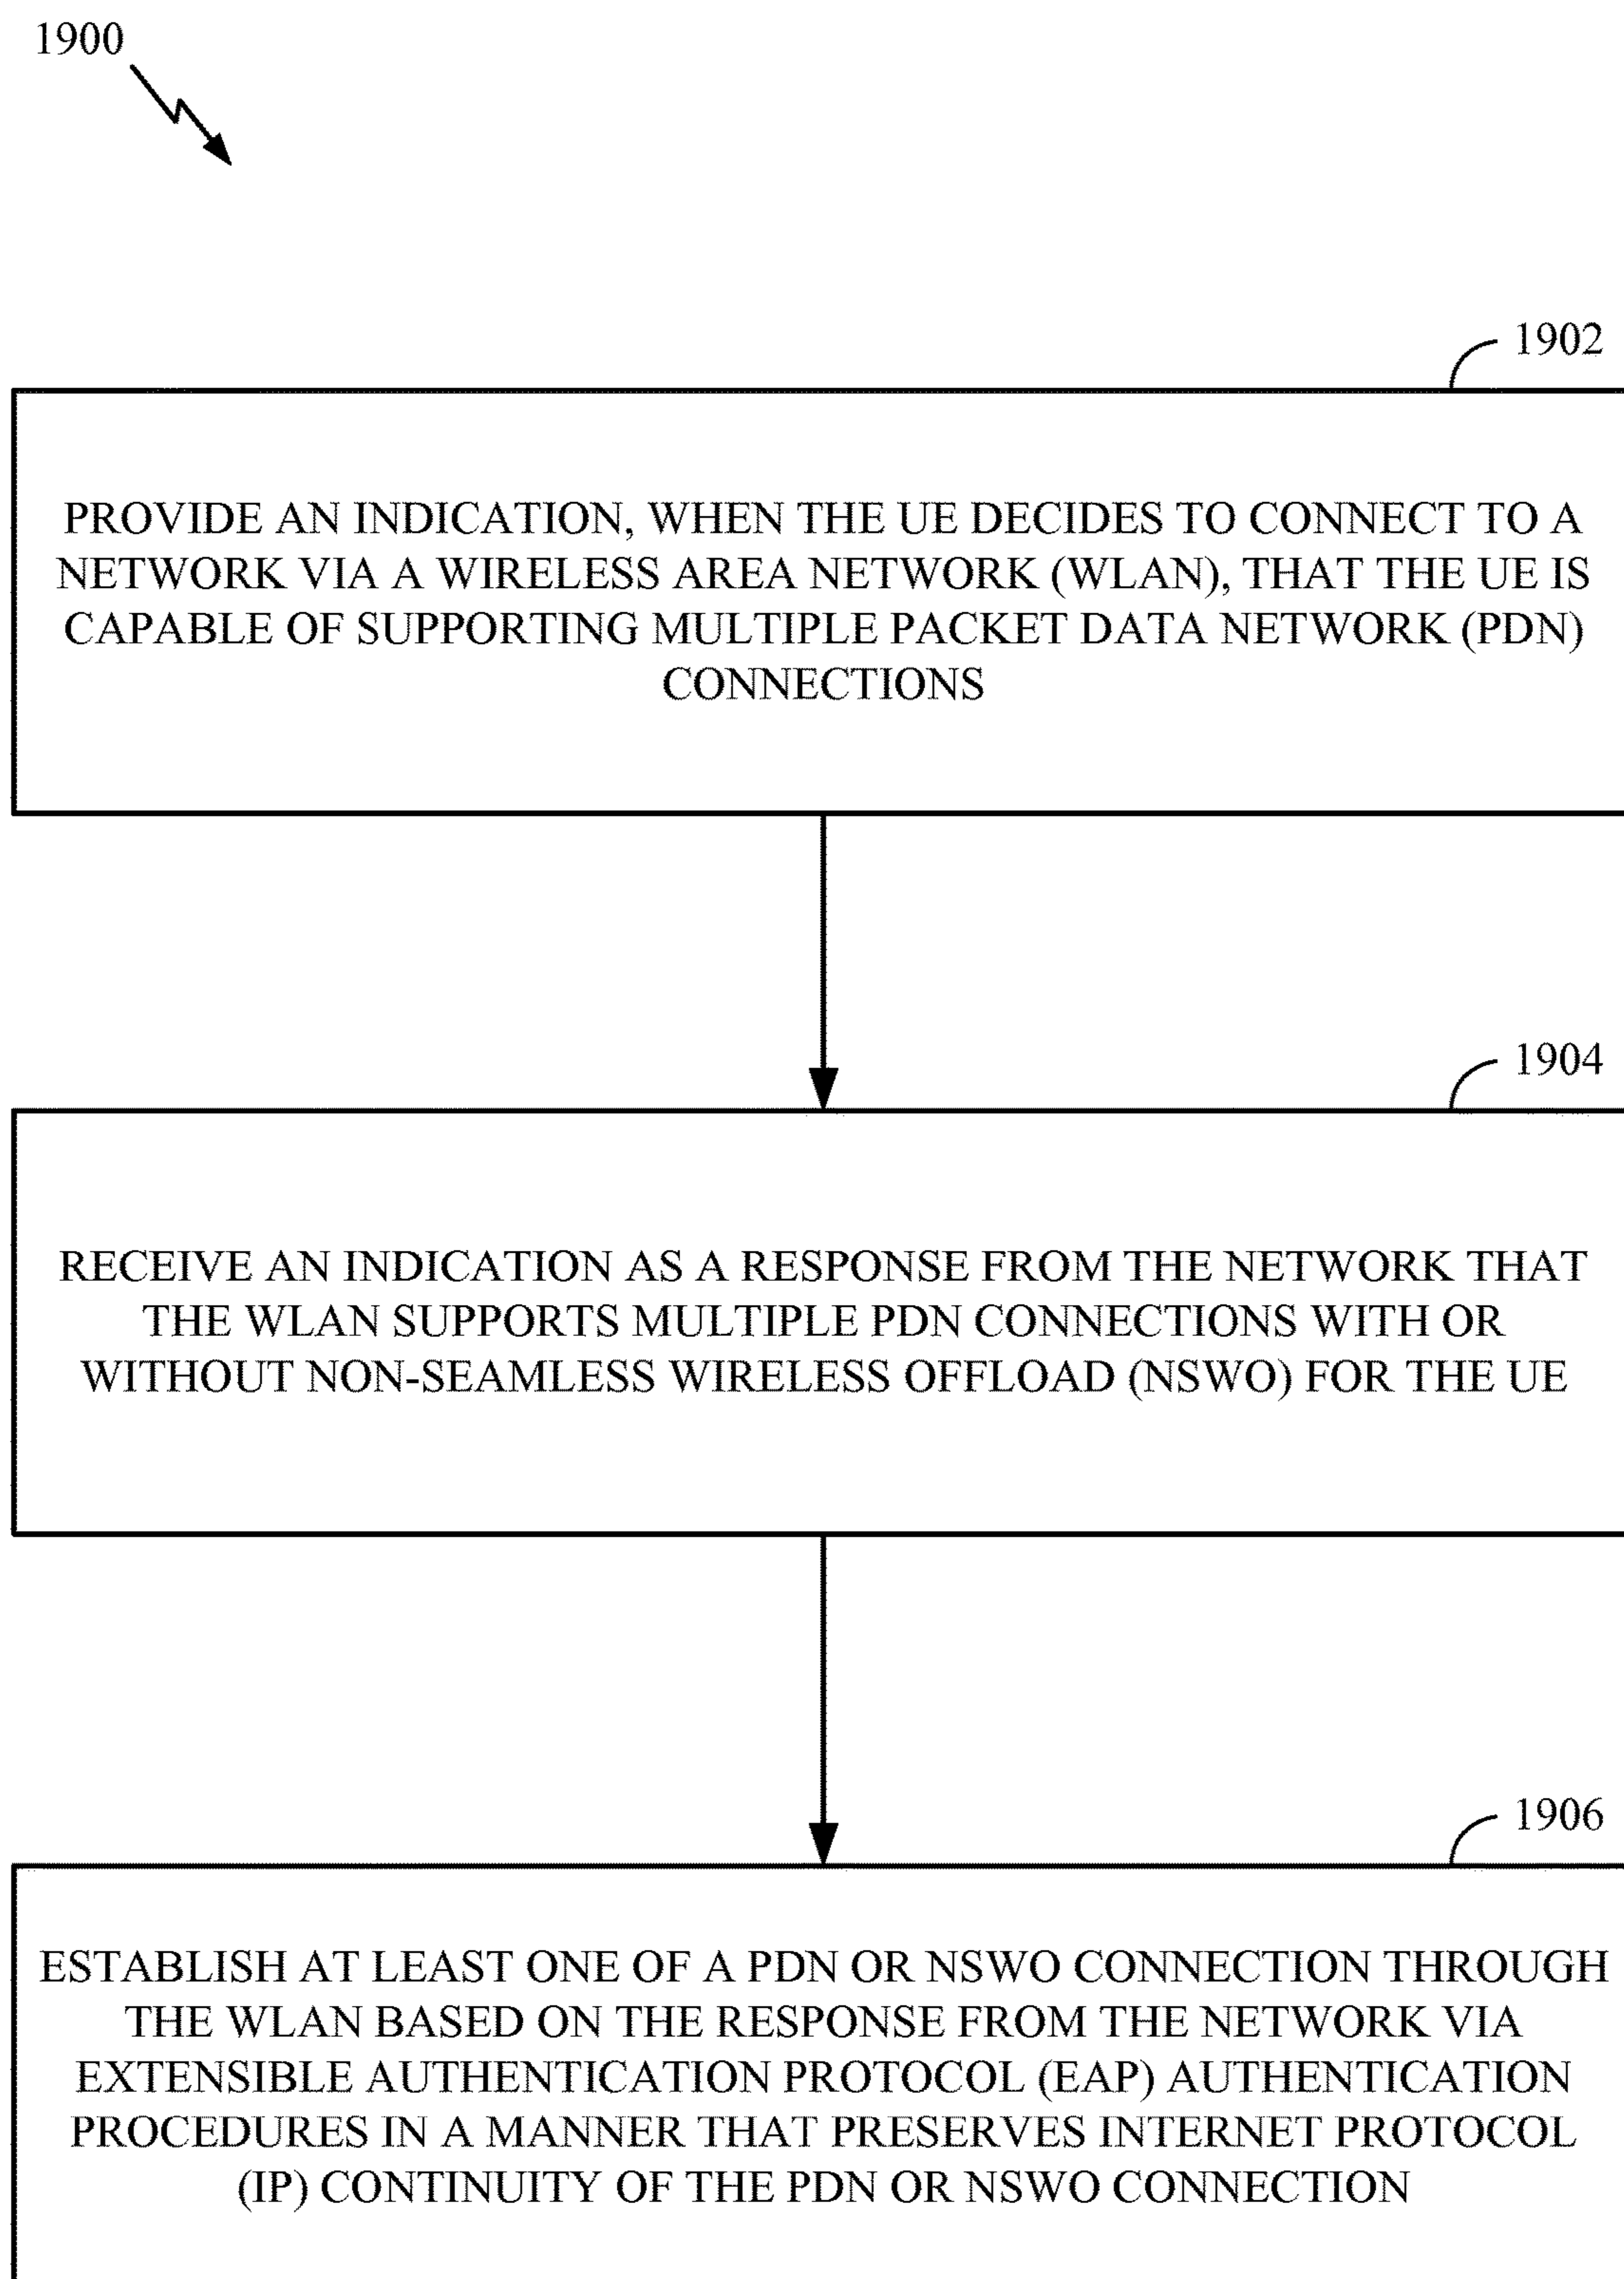 1900
1902
PROVIDE AN INDICATION, WHEN THE UE DECIDES TO CONNECT TO A
NETWORK VIA A WIRELESS AREA NETWORK (WLAN), THAT THE UE IS
CAPABLE OF SUPPORTING MULTIPLE PACKET DATA NETWORK (PDN)
CONNECTIONS
1904
RECEIVE AN INDICATION AS A RESPONSE FROM THE NETWORK THAT
THE WLAN SUPPORTS MULTIPLE PDN CONNECTIONS WITH OR
WITHOUT NON-SEAMLESS WIRELESS OFFLOAD (NSWO) FOR THE UE
1906
ESTABLISH AT LEAST ONE OF A PDN OR NSWO CONNECTION THROUGH
THE WLAN BASED ON THE RESPONSE FROM THE NETWORK VIA
EXTENSIBLE AUTHENTICATION PROTOCOL (EAP) AUTHENTICATION
PROCEDURES IN A MANNER THAT PRESERVES INTERNET PROTOCOL
(IP) CONTINUITY OF THE PDN OR NSWO CONNECTION